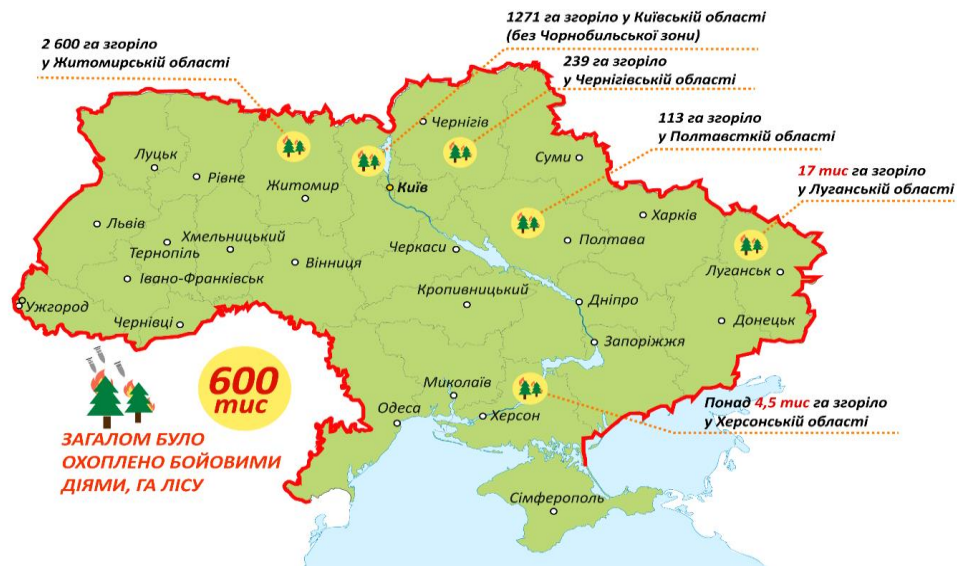 1271 га згоріло у Київській області
(без Чорнобильської зони)
2 600 га згоріло
у Житомирській області
239 га згоріло
у Чернігівській області
113 га згоріло
у Полтавсткій області
17 тис га згоріло
у Луганській області
Чернігів
Суми
Луцьк
Рівне
Житомир
Київ
Львів
Тернопіль
Хмельницький
Харків
Полтава
Черкаси
Вінниця
Луганськ
Івано-Франківськ
Кропивницький
Ужгород
Чернівці
Дніпро
Донецьк
Запоріжжя
600
тис
Миколаїв
Одеса
Херсон
Понад 4,5 тис га згоріло
у Херсонській області
ЗАГАЛОМ БУЛО
ОХОПЛЕНО БОЙОВИМИ
ДІЯМИ, ГА ЛІСУ
Сімферополь